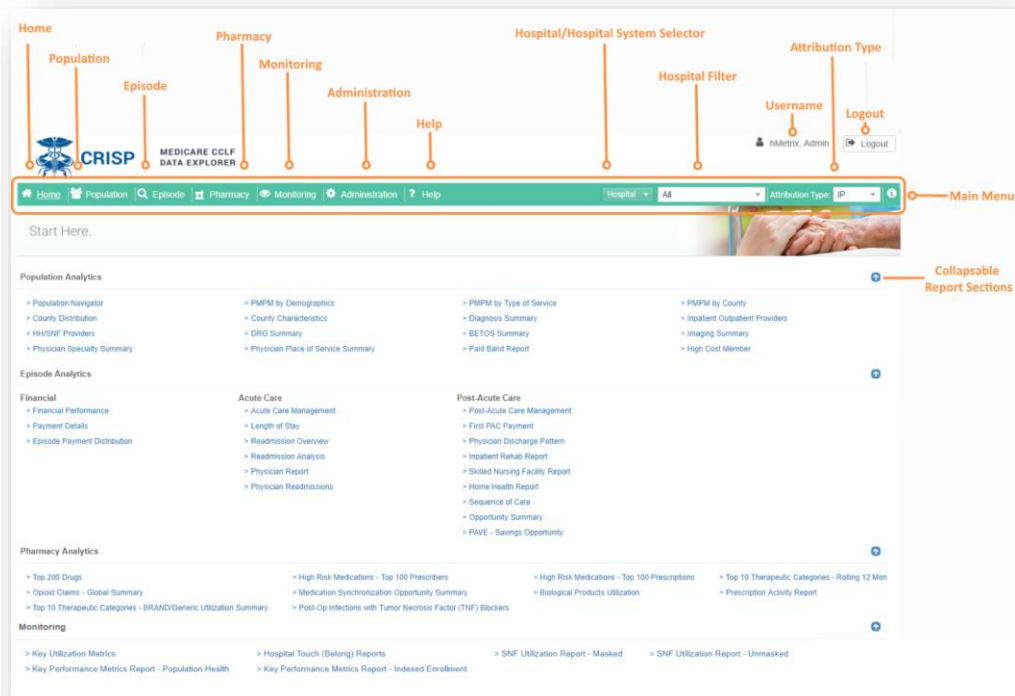 Home
Pharmacy
Hospital/Hospital System Selector
Attribution Type
Population
Monitoring
Hospital Filter
Episode
Administration
Username
Logout
Help
CRISP
MEDICARE CCLF
DATA EXPLORER
hMetrix, Admin
Logout
Home Population Episode Pharmacy Monitoring Administration ? Help Hospital All Attribution Type: IP
Main Menu
Start Here.
Collapsable
Report Sections
Population Analytics
> Population Navigator > PMPM by Demographics > PMPM by Type of Service > PMPM by County
> County Distribution > County Characteristics > Diagnosis Summary > Inpatient Outpatient Providers
> HH/SNF Providers > DRG Summary > BETOS Summary > Imaging Summary
> Physician Specialty Summary > Physician Place of Service Summary > Paid Band Report > High Cost Member
Episode Analytics
Financial Acute Care Post-Acute Care
> Financial Performance > Acute Care Management > Post-Acute Care Management
> Payment Details > Length of Stay > First PAC Payment
> Episode Payment Distribution > Readmission Overview > Physician Discharge Pattern
> Readmission Analysis > Inpatient Rehab Report
> Physician Report > Skilled Nursing Facility Report
> Physician Readmissions > Home Health Report
> Sequence of Care
> Opportunity Summary
> PAVE - Savings Opportunity
Pharmacy Analytics
> Top 200 Drugs > High Risk Medications - Top 100 Prescribers > High Risk Medications - Top 100 Prescriptions > Top 10 Therapeutic Categories - Rolling 12 Mon
> Opioid Claims - Global Summary > Medication Synchronization Opportunity Summary > Biological Products Utilization > Prescription Activity Report
> Top 10 Therapeutic Categories - BRAND/Generic Utilization Summary > Post-Op Infections with Tumor Necrosis Factor (TNF) Blockers
Monitoring
> Key Utilization Metrics > Hospital Touch (Belong) Reports > SNF Utilization Report - Masked > SNF Utilization Report - Unmasked
> Key Performance Metrics Report - Population Health > Key Performance Metrics Report - Indexed Enrollment